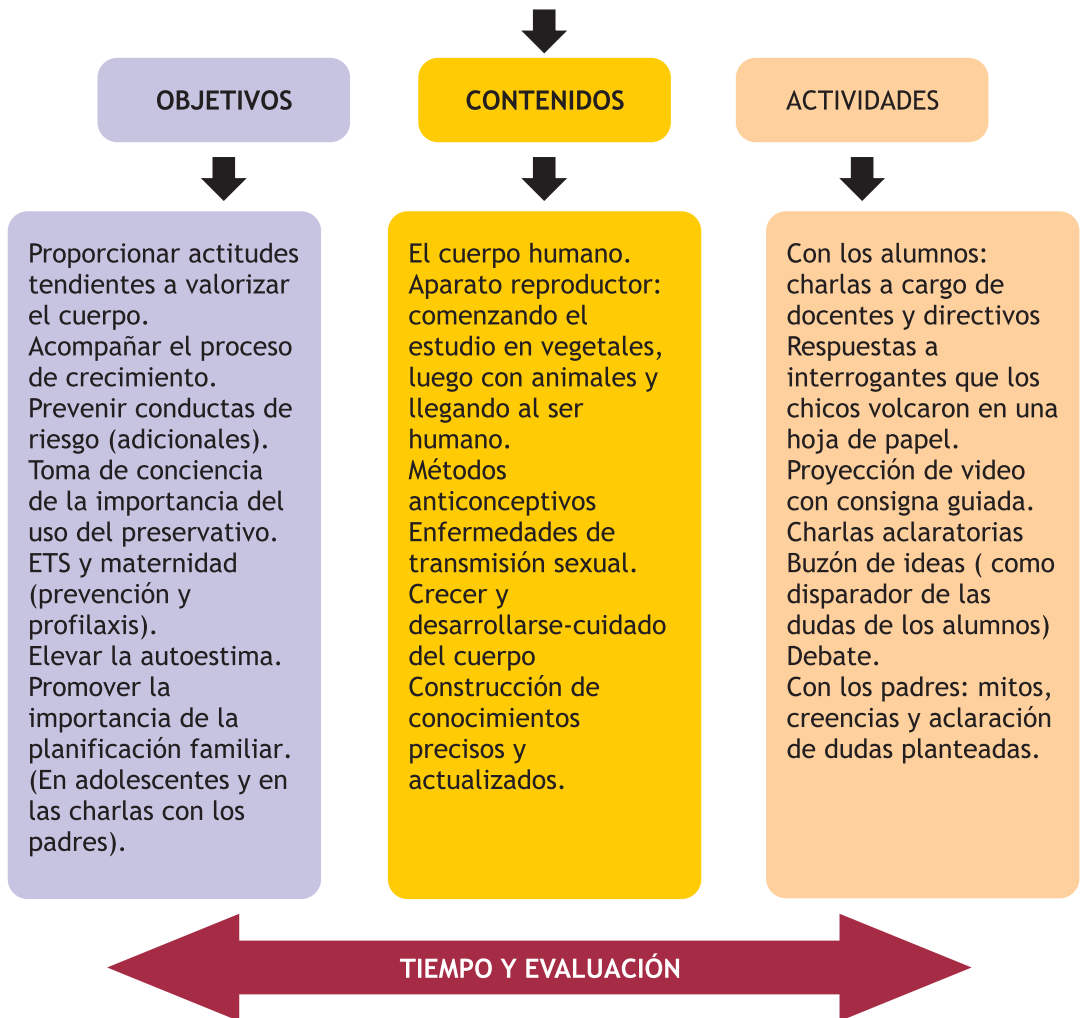 OBJETIVOS
CONTENIDOS
ACTIVIDADES
Proporcionar actitudes
tendientes a valorizar
el cuerpo.
Acompañar el proceso
de crecimiento.
Prevenir conductas de
riesgo (adicionales).
Toma de conciencia
de la importancia del
uso del preservativo.
ETS y maternidad
(prevención y
profilaxis).
Elevar la autoestima.
Promover la
importancia de la
planificación familiar.
(En adolescentes y en
las charlas con los
padres).
El cuerpo humano.
Aparato reproductor:
comenzando el
estudio en vegetales,
luego con animales y
llegando al ser
humano.
Métodos
anticonceptivos
Enfermedades de
transmisión sexual.
Crecer y
desarrollarse-cuidado
del cuerpo
Construcción de
conocimientos
precisos y
actualizados.
Con los alumnos:
charlas a cargo de
docentes y directivos
Respuestas a
interrogantes que los
chicos volcaron en una
hoja de papel.
Proyección de video
con consigna guiada.
Charlas aclaratorias
Buzón de ideas ( como
disparador de las
dudas de los alumnos)
Debate.
Con los padres: mitos,
creencias y aclaración
de dudas planteadas.
TIEMPO Y EVALUACIÓN